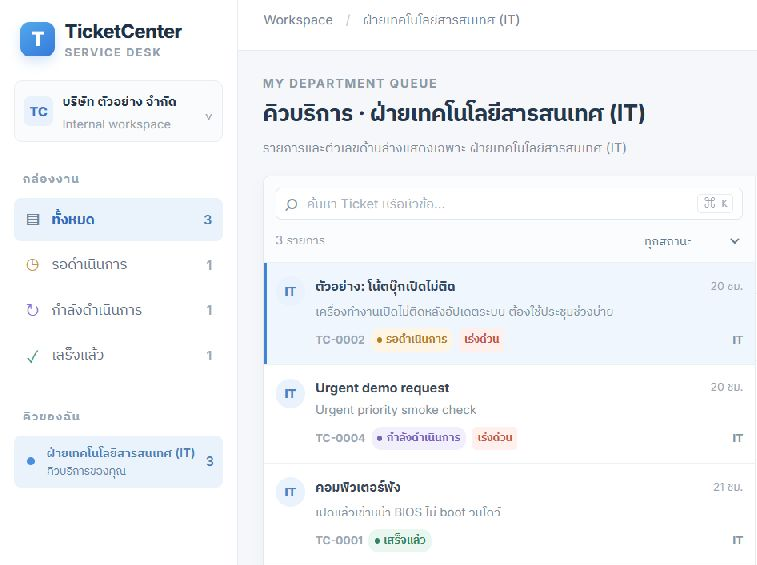 TicketCenter
SERVICE DESK
TC
บริษัท ตัวอย่าง จำกัด
Internal workspace
กล่องงาน
ทั้งหมด 3
รอดำเนินการ 1
กำลังดำเนินการ 1
เสร็จแล้ว 1
คิวของฉัน
ฝ่ายเทคโนโลยีสารสนเทศ (IT) 3
คิวบริการของคุณ
Workspace / ฝ่ายเทคโนโลยีสารสนเทศ (IT)
MY DEPARTMENT QUEUE
คิวบริการ · ฝ่ายเทคโนโลยีสารสนเทศ (IT)
รายการและตัวเลขด้านล่างแสดงเฉพาะ ฝ่ายเทคโนโลยีสารสนเทศ (IT)
ค้นหา Ticket หรือหัวข้อ... ⌘ K
3 รายการ ทุกสถานะ
IT ตัวอย่าง: โน้ตบุ๊กเปิดไม่ติด 20 ชม.
เครื่องทำงานเปิดไม่ติดหลังอัปเดตระบบ ต้องใช้ประชุมช่วงบ่าย
TC-0002 รอดำเนินการ เร่งด่วน IT
IT Urgent demo request 20 ชม.
Urgent priority smoke check
TC-0004 กำลังดำเนินการ เร่งด่วน IT
IT คอมพิวเตอร์พัง 21 ชม.
เปิดแล้วเข้าหน้า BIOS ไม่ boot วินโดว์
TC-0001 เสร็จแล้ว IT